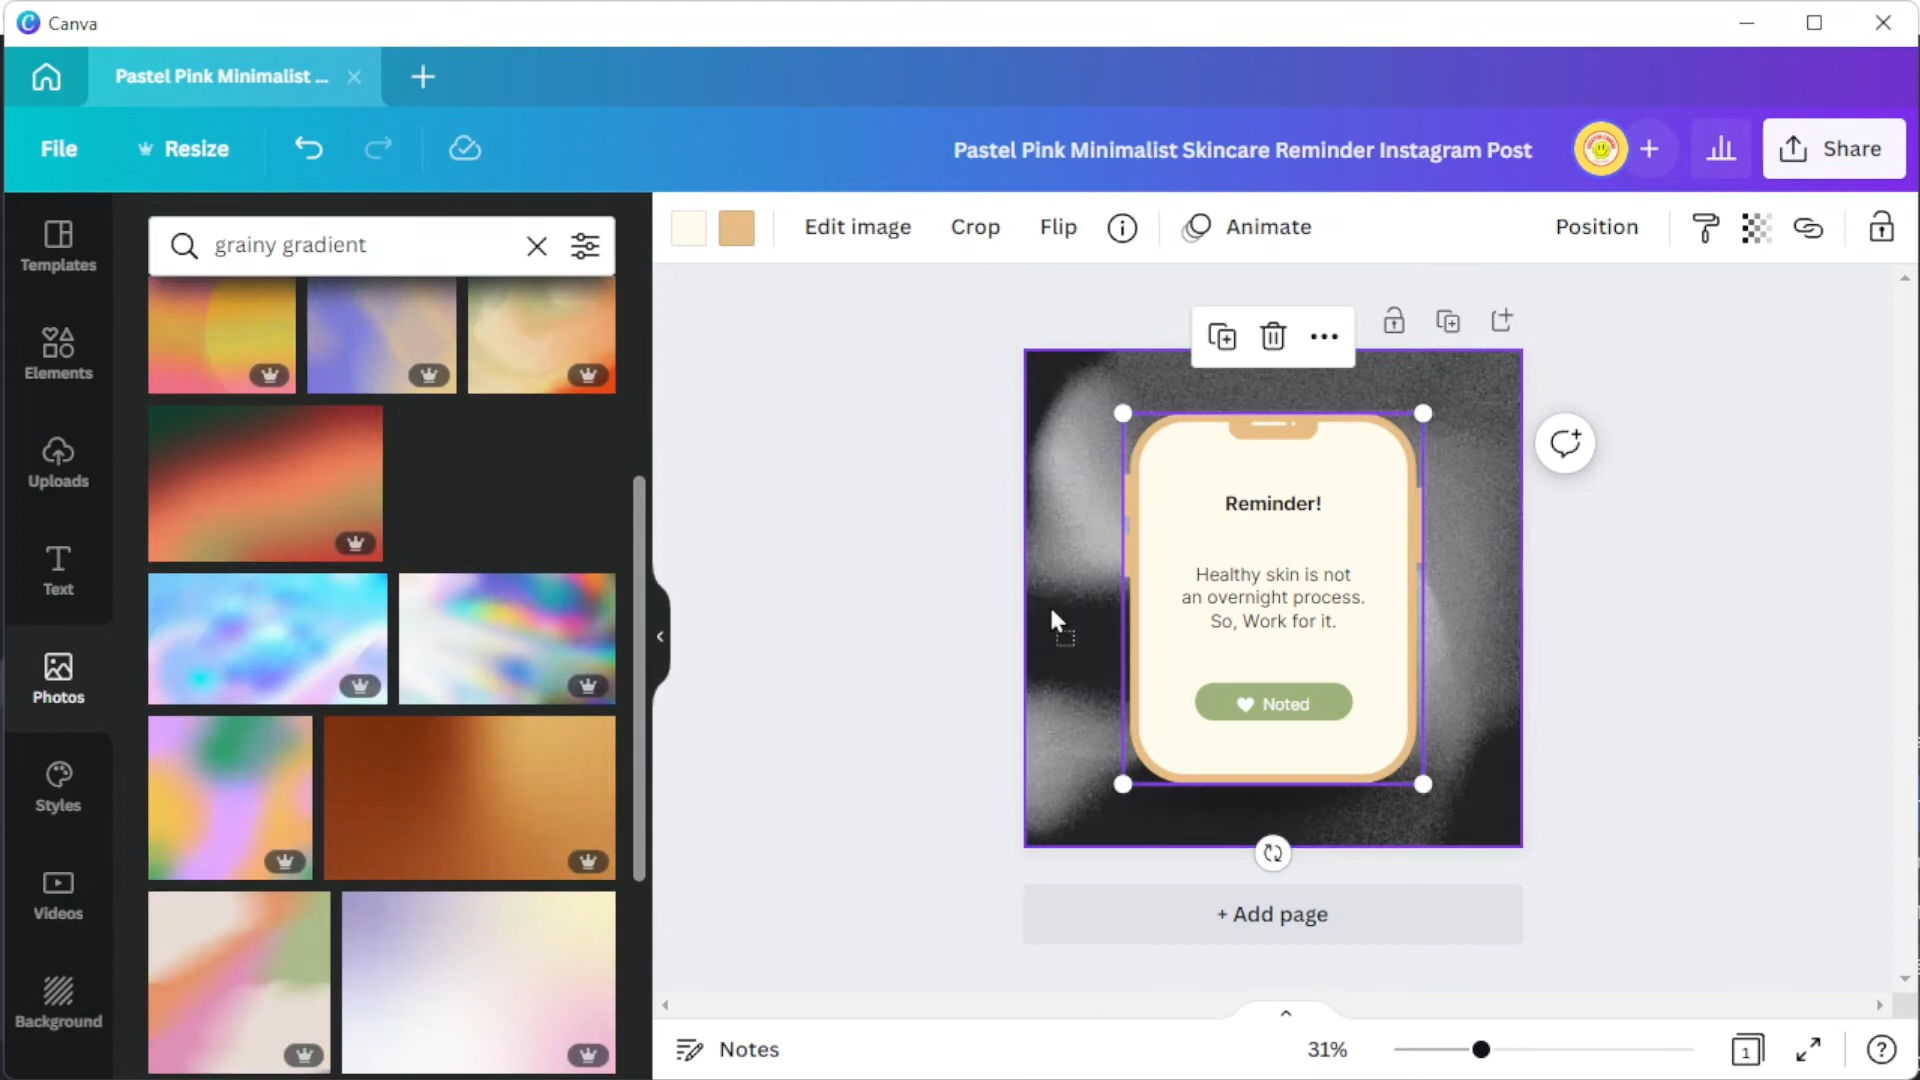 Canva
Pastel Pink Minimalist ...
File
Resize
Pastel Pink Minimalist Skincare Reminder Instagram Post
Share
Templates
Elements
Uploads
Text
Photos
Styles
Videos
Background
grainy gradient
Edit image
Crop
Flip
Animate
Position
Reminder!
Healthy skin is not
an overnight process.
So, Work for it.
Noted
+ Add page
Notes
31%
1